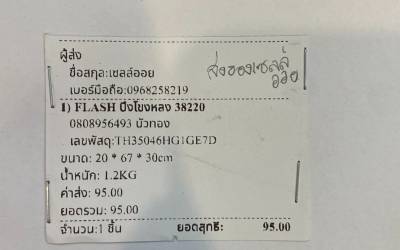 ผู้ส่ง
ชื่อสกุล:เซลล์ออย
ส่งของเซลล์
ออย
เบอร์มือถือ:0968258219
1) FLASH บึงโขงหลง 38220
0808956493 บัวทอง
เลขพัสดุ:TH35046HG1GE7D
ขนาด: 20 * 67 * 30cm
น้ำหนัก: 1.2KG
ค่าส่ง: 95.00
ยอดรวม: 95.00
จำนวน:1 ชิ้น ยอดสุทธิ: 95.00